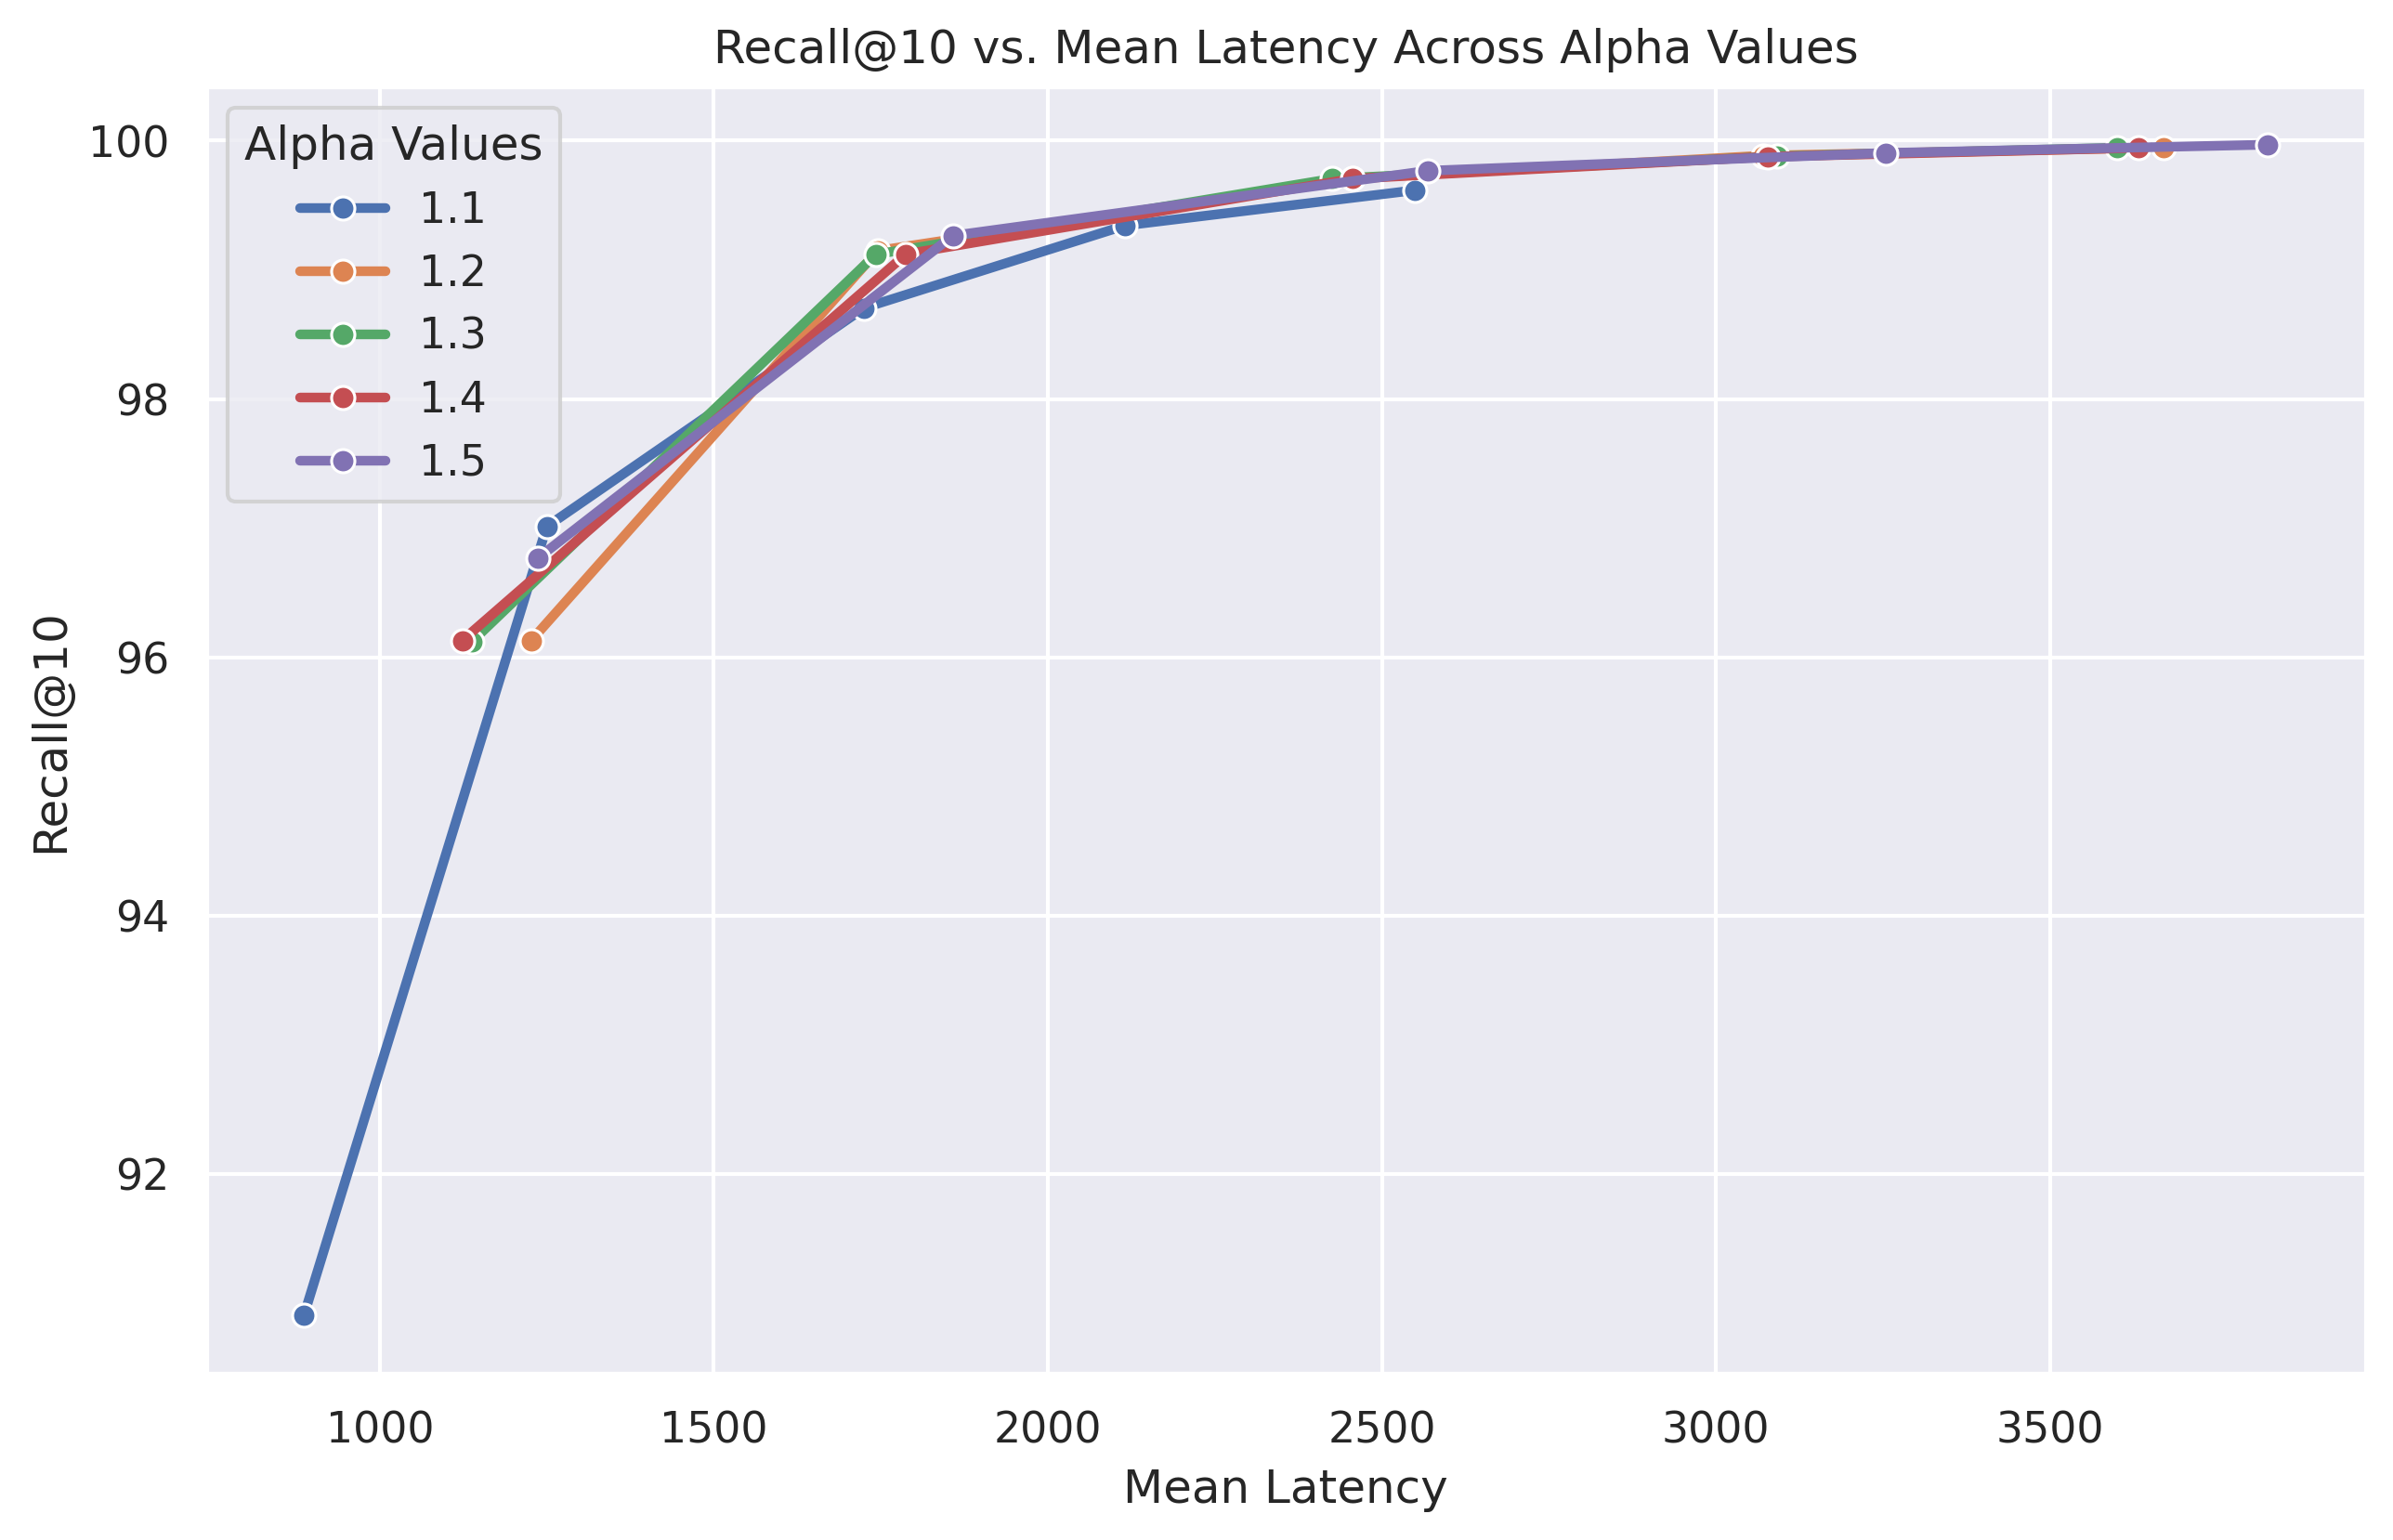 Recall@10 vs. Mean Latency Across Alpha Values
Alpha Values
1.1
1.2
1.3
1.4
1.5
100
98
96
94
92
Recall@10
1000 1500 2000 2500 3000 3500
Mean Latency